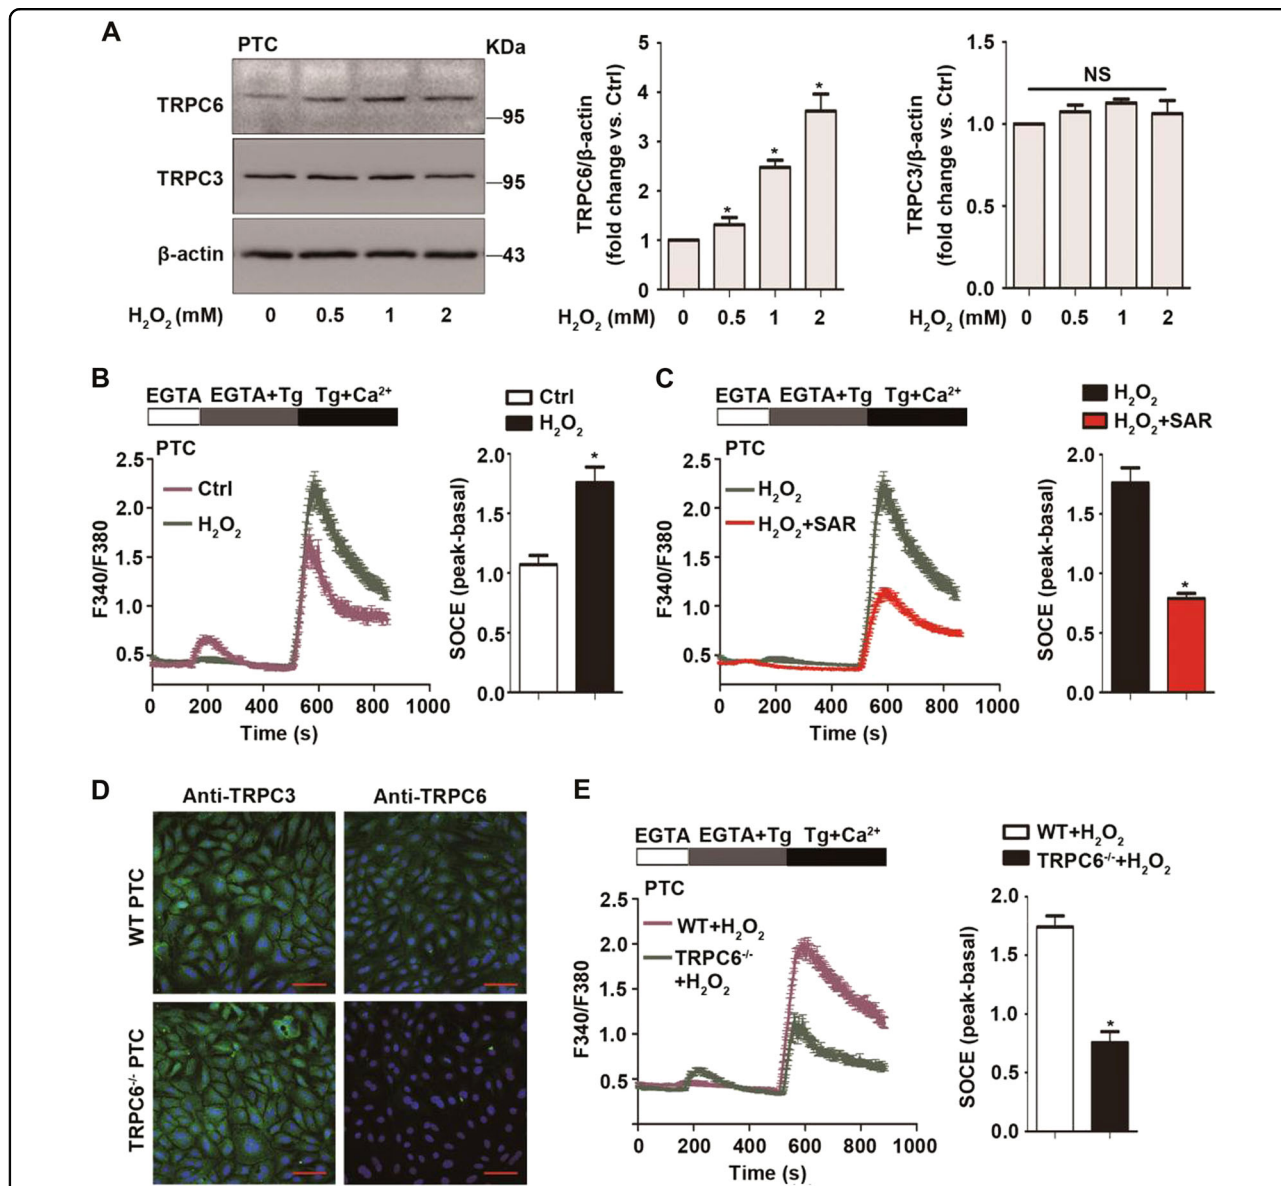 A
PTC
KDa
TRPC6
95
TRPC3
95
β-actin
43
H₂O₂ (mM) 0 0.5 1 2
TRPC6/β-actin
(fold change vs. Ctrl)
5
4
3
2
1
0
*
*
*
H₂O₂ (mM) 0 0.5 1 2
TRPC3/β-actin
(fold change vs. Ctrl)
1.5
1.0
0.5
0.0
NS
H₂O₂ (mM) 0 0.5 1 2
B
EGTA EGTA+Tg Tg+Ca²⁺
PTC
F340/F380
2.5
2.0
1.5
1.0
0.5
Ctrl
H₂O₂
0 200 400 600 800 1000
Time (s)
Ctrl
H₂O₂
SOCE (peak-basal)
2.0
1.5
1.0
0.5
0.0
*
C
EGTA EGTA+Tg Tg+Ca²⁺
PTC
F340/F380
2.5
2.0
1.5
1.0
0.5
H₂O₂
H₂O₂+SAR
0 200 400 600 800 1000
Time (s)
H₂O₂
H₂O₂+SAR
SOCE (peak-basal)
2.0
1.5
1.0
0.5
0.0
*
D
Anti-TRPC3 Anti-TRPC6
WT PTC
TRPC6⁻/⁻ PTC
E
EGTA EGTA+Tg Tg+Ca²⁺
PTC
F340/F380
2.5
2.0
1.5
1.0
0.5
WT+H₂O₂
TRPC6⁻/⁻
+H₂O₂
0 200 400 600 800 1000
Time (s)
WT+H₂O₂
TRPC6⁻/⁻+H₂O₂
SOCE (peak-basal)
2.0
1.5
1.0
0.5
0.0
*